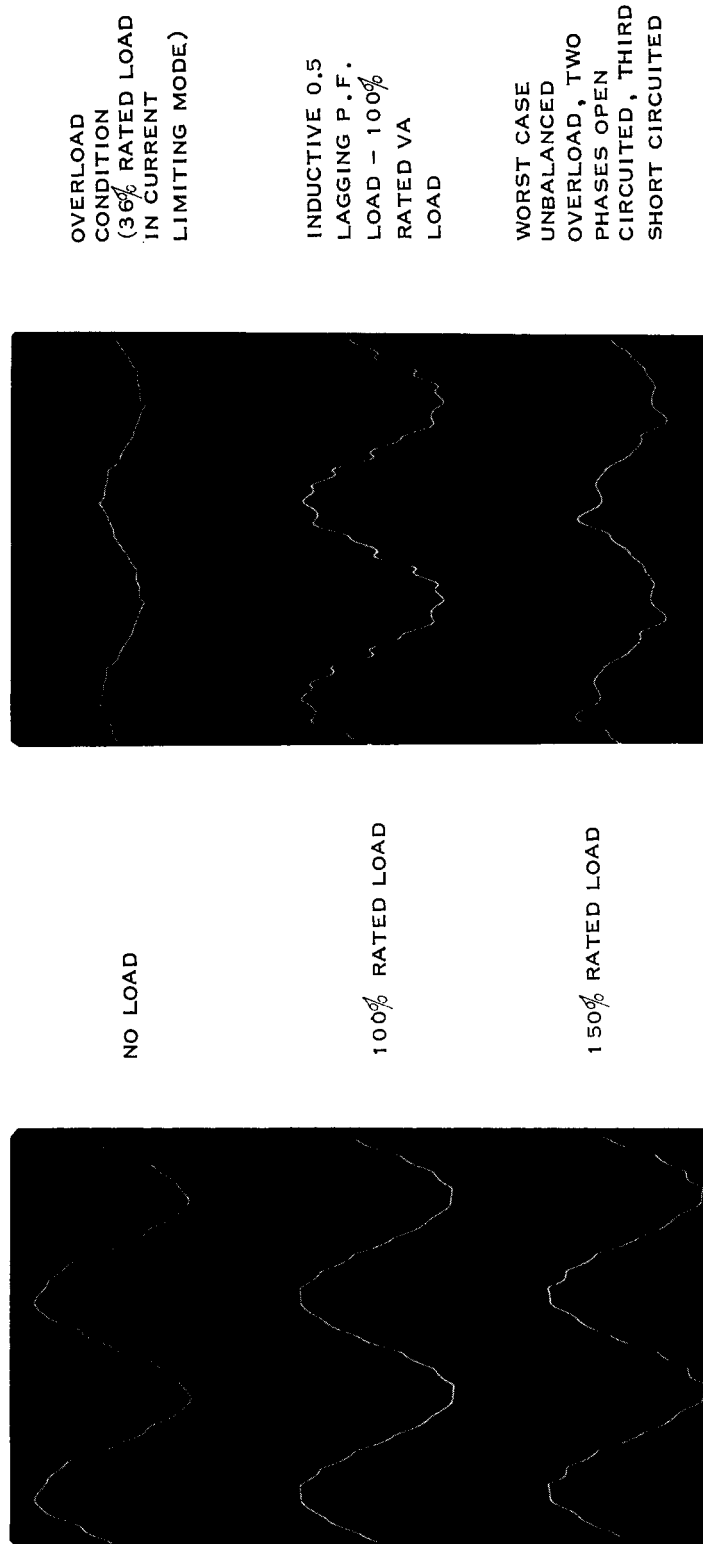 OVERLOAD
CONDITION
(36% RATED LOAD
IN CURRENT
LIMITING MODE)
INDUCTIVE 0.5
LAGGING P.F.
LOAD - 100%
RATED VA
LOAD
WORST CASE
UNBALANCED
OVERLOAD, TWO
PHASES OPEN
CIRCUITED, THIRD
SHORT CIRCUITED
NO LOAD
100% RATED LOAD
150% RATED LOAD